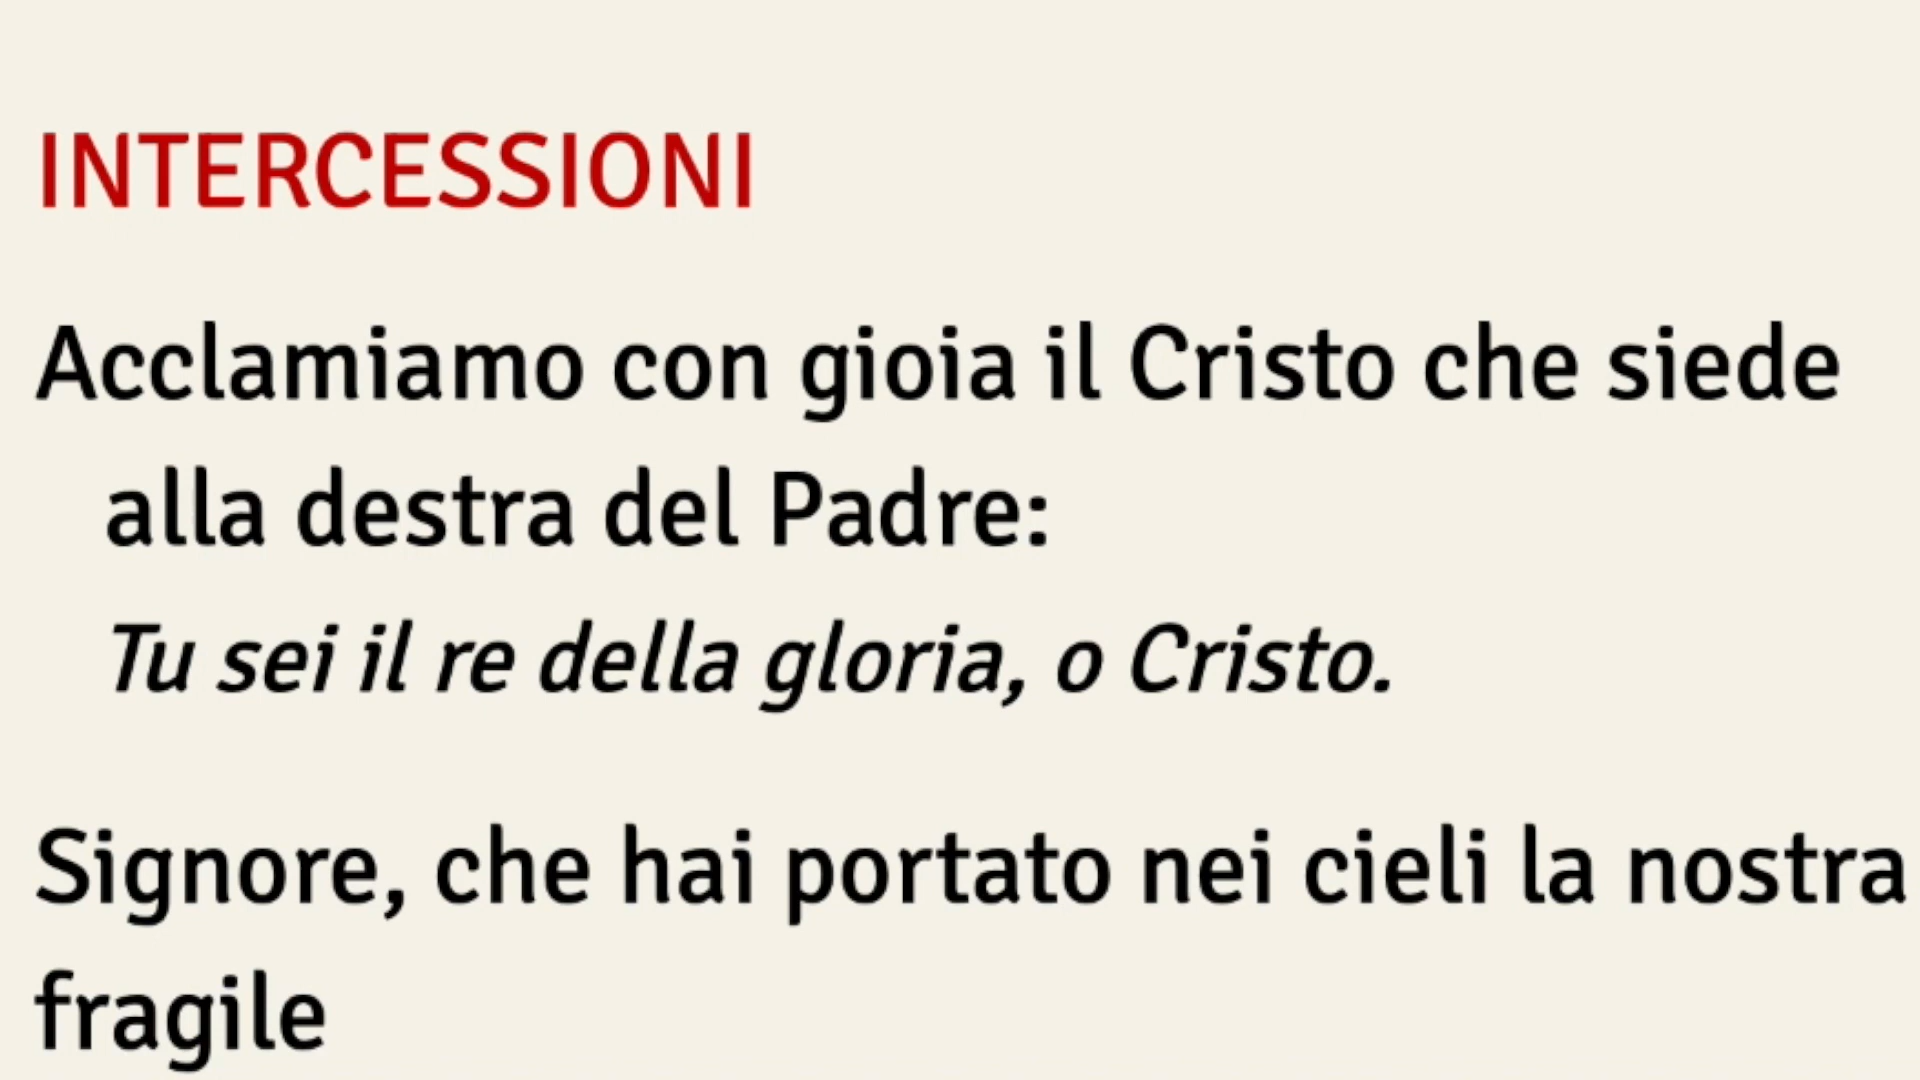 INTERCESSIONI
Acclamiamo con gioia il Cristo che siede
alla destra del Padre:
Tu sei il re della gloria, o Cristo.
Signore, che hai portato nei cieli la nostra
fragile